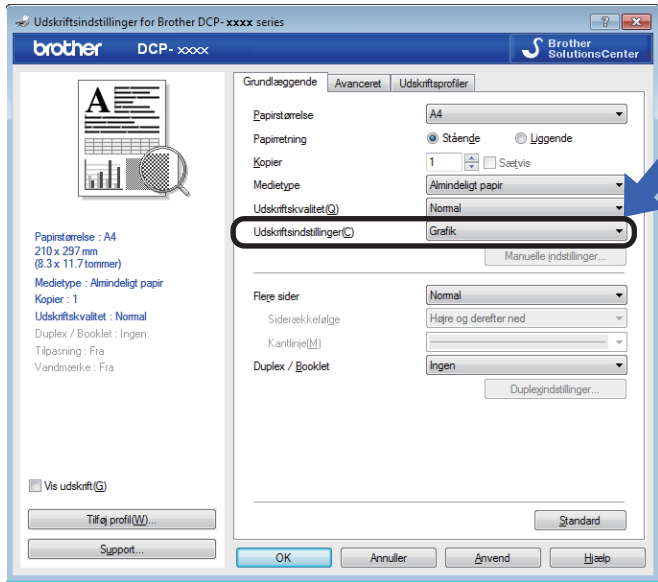 Udskriftsindstillinger for Brother DCP-xxxx series
brother DCP-xxxx
Brother
SolutionsCenter
A
Papirstørrelse : A4
210 x 297 mm
(8.3 x 11.7 tommer)
Medietype : Almindeligt papir
Kopier : 1
Udskriftskvalitet : Normal
Duplex / Booklet : Ingen
Tilpasning : Fra
Vandmærke : Fra
Vis udskrift(G)
Tilføj profil(W)...
Support...
Grundlæggende Avanceret Udskriftsprofiler
Papirstørrelse A4
Papirretning Stående Liggende
Kopier 1 Sætvis
Medietype Almindeligt papir
Udskriftskvalitet(Q) Normal
Udskriftsindstillinger(C) Grafik
Manuelle indstillinger...
Flere sider Normal
Siderækkefølge Højre og derefter ned
Kantlinje(M)
Duplex / Booklet Ingen
Duplexindstillinger...
Standard
OK Annuller Anvend Hjælp